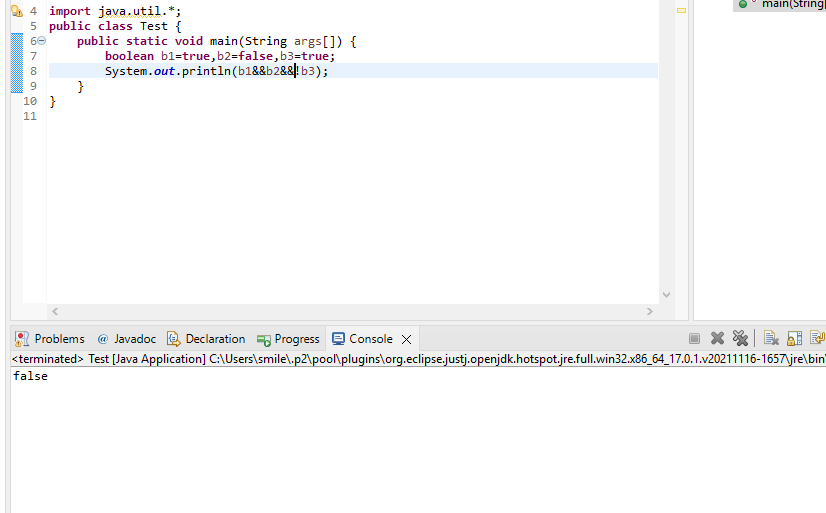 main(String[
4 import java.util.*;
5 public class Test {
6 public static void main(String args[]) {
7 boolean b1=true,b2=false,b3=true;
8 System.out.println(b1&&b2&&!b3);
9 }
10 }
11
Problems @ Javadoc Declaration Progress Console
<terminated> Test [Java Application] C:\Users\smile\.p2\pool\plugins\org.eclipse.justj.openjdk.hotspot.jre.full.win32.x86_64_17.0.1.v20211116-1657\jre\bin\
false